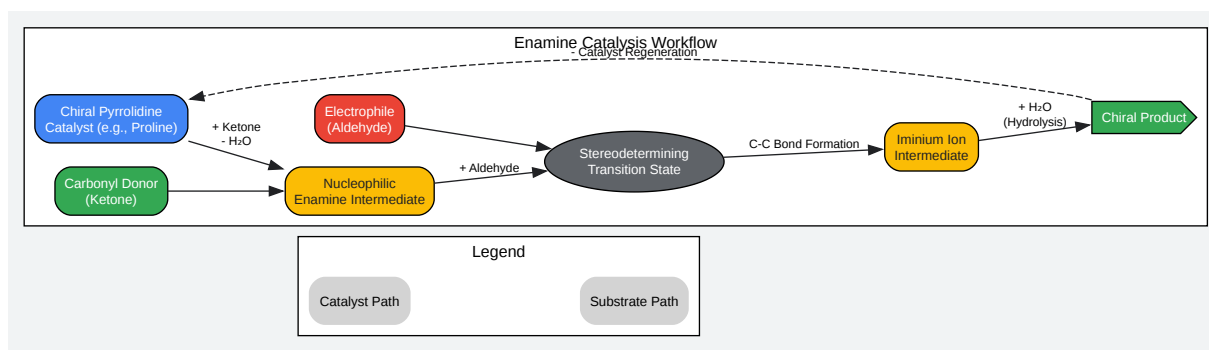 Enamine Catalysis Workflow
- Catalyst Regeneration
Chiral Pyrrolidine
Catalyst (e.g., Proline)
+ Ketone
- H₂O
Electrophile
(Aldehyde)
Carbonyl Donor
(Ketone)
Nucleophilic
Enamine Intermediate
+ Aldehyde
Stereodetermining
Transition State
C-C Bond Formation
Iminium Ion
Intermediate
+ H₂O
(Hydrolysis)
Chiral Product
Legend
Catalyst Path
Substrate Path